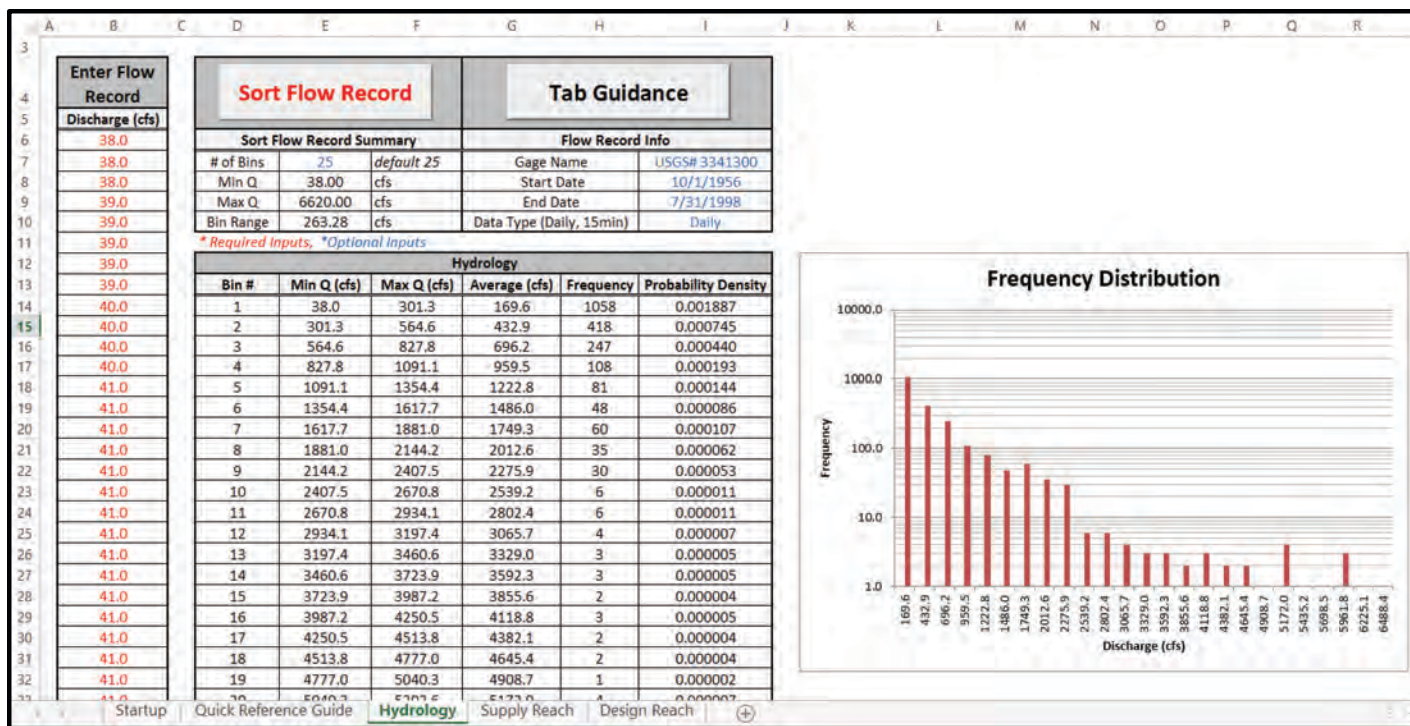 A B C D E F G H I J K L M N O P Q R
3
4 Enter Flow Record Sort Flow Record Tab Guidance
5 Discharge (cfs)
6 38.0 Sort Flow Record Summary Flow Record Info
7 38.0 # of Bins 25 default 25 Gage Name USGS# 3341300
8 38.0 Min Q 38.00 cfs Start Date 10/1/1956
9 39.0 Max Q 6620.00 cfs End Date 7/31/1998
10 39.0 Bin Range 263.28 cfs Data Type (Daily, 15min) Daily
11 39.0 * Required Inputs, *Optional Inputs
12 39.0 Hydrology
13 39.0 Bin # Min Q (cfs) Max Q (cfs) Average (cfs) Frequency Probability Density
14 40.0 1 38.0 301.3 169.6 1058 0.001887
15 40.0 2 301.3 564.6 432.9 418 0.000745
16 40.0 3 564.6 827.8 696.2 247 0.000440
17 40.0 4 827.8 1091.1 959.5 108 0.000193
18 41.0 5 1091.1 1354.4 1222.8 81 0.000144
19 41.0 6 1354.4 1617.7 1486.0 48 0.000086
20 41.0 7 1617.7 1881.0 1749.3 60 0.000107
21 41.0 8 1881.0 2144.2 2012.6 35 0.000062
22 41.0 9 2144.2 2407.5 2275.9 30 0.000053
23 41.0 10 2407.5 2670.8 2539.2 6 0.000011
24 41.0 11 2670.8 2934.1 2802.4 6 0.000011
25 41.0 12 2934.1 3197.4 3065.7 4 0.000007
26 41.0 13 3197.4 3460.6 3329.0 3 0.000005
27 41.0 14 3460.6 3723.9 3592.3 3 0.000005
28 41.0 15 3723.9 3987.2 3855.6 2 0.000004
29 41.0 16 3987.2 4250.5 4118.8 3 0.000005
30 41.0 17 4250.5 4513.8 4382.1 2 0.000004
31 41.0 18 4513.8 4777.0 4645.4 2 0.000004
32 41.0 19 4777.0 5040.3 4908.7 1 0.000002
Frequency Distribution
10000.0
1000.0
100.0
10.0
1.0
Frequency
169.6 432.9 696.2 959.5 1222.8 1486.0 1749.3 2012.6 2275.9 2539.2 2802.4 3065.7 3329.0 3592.3 3855.6 4118.8 4382.1 4645.4 4908.7 5172.0 5435.2 5698.5 5961.8 6225.1 6488.4
Discharge (cfs)
Startup Quick Reference Guide Hydrology Supply Reach Design Reach